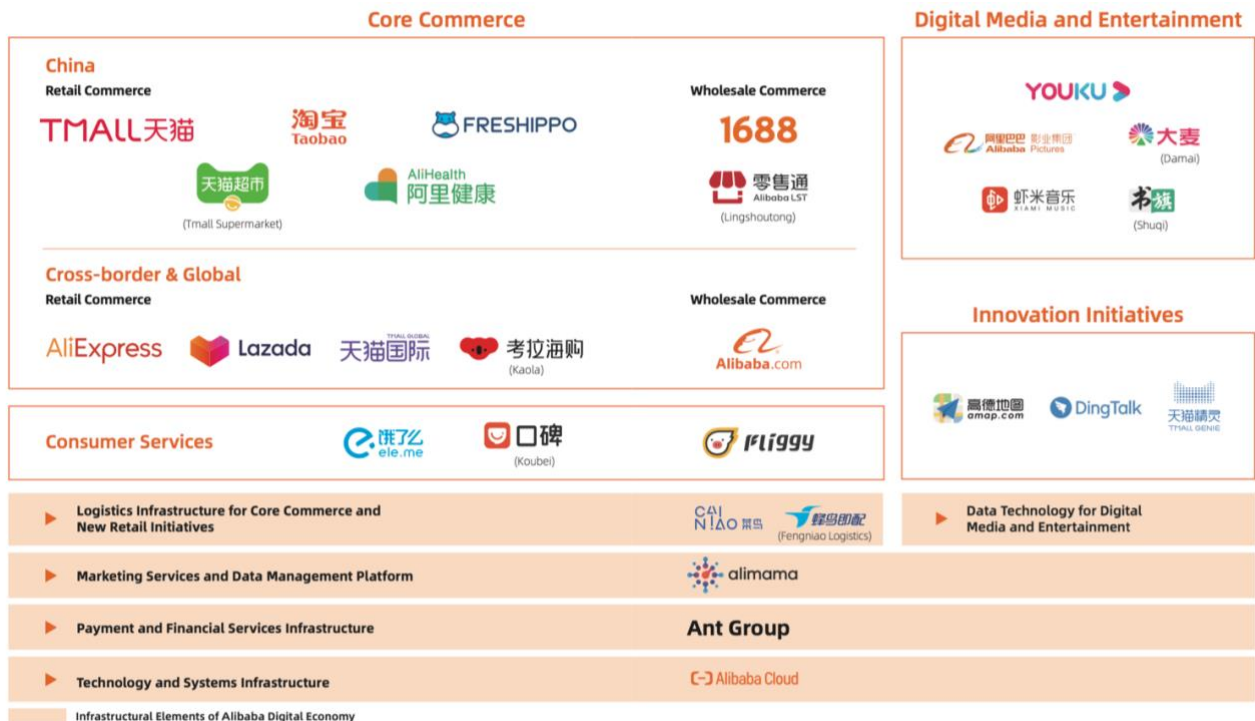 Core Commerce
China
Retail Commerce
Wholesale Commerce
TMALL天猫
淘宝
Taobao
FRESHIPPO
1688
天猫超市
(Tmall Supermarket)
AliHealth
阿里健康
零售通
Alibaba LST
(Lingshoutong)
Cross-border & Global
Retail Commerce
Wholesale Commerce
AliExpress
Lazada
TMALL GLOBAL
天猫国际
考拉海购
(Kaola)
Alibaba.com
Consumer Services
饿了么
ele.me
口碑
(Koubei)
Fliggy
Digital Media and Entertainment
YOUKU
阿里巴巴 影业集团
Alibaba Pictures
大麦
(Damai)
虾米音乐
XIAMI MUSIC
书旗
(Shuqi)
Innovation Initiatives
高德地图
amap.com
DingTalk
天猫精灵
TMALL GENIE
Logistics Infrastructure for Core Commerce and
New Retail Initiatives
CAI
NIAO 菜鸟
蜂鸟即配
(Fengniao Logistics)
Data Technology for Digital
Media and Entertainment
Marketing Services and Data Management Platform
alimama
Payment and Financial Services Infrastructure
Ant Group
Technology and Systems Infrastructure
Alibaba Cloud
Infrastructural Elements of Alibaba Digital Economy